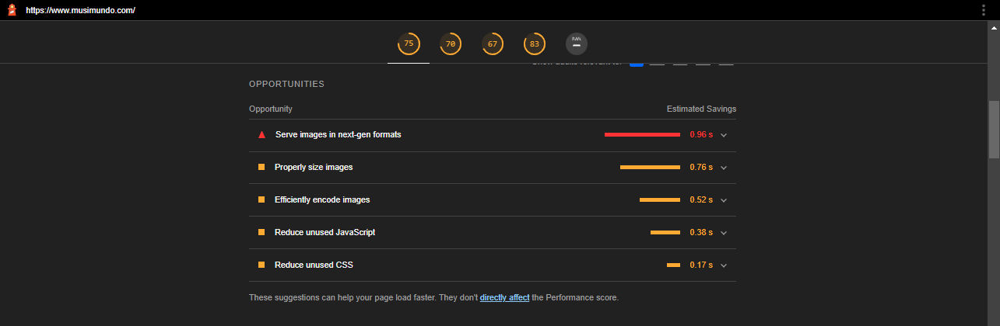 https://www.musimundo.com/
75 70 67 83 PWA
OPPORTUNITIES
Opportunity Estimated Savings
Serve images in next-gen formats 0.96 s
Properly size images 0.76 s
Efficiently encode images 0.52 s
Reduce unused JavaScript 0.38 s
Reduce unused CSS 0.17 s
These suggestions can help your page load faster. They don't directly affect the Performance score.